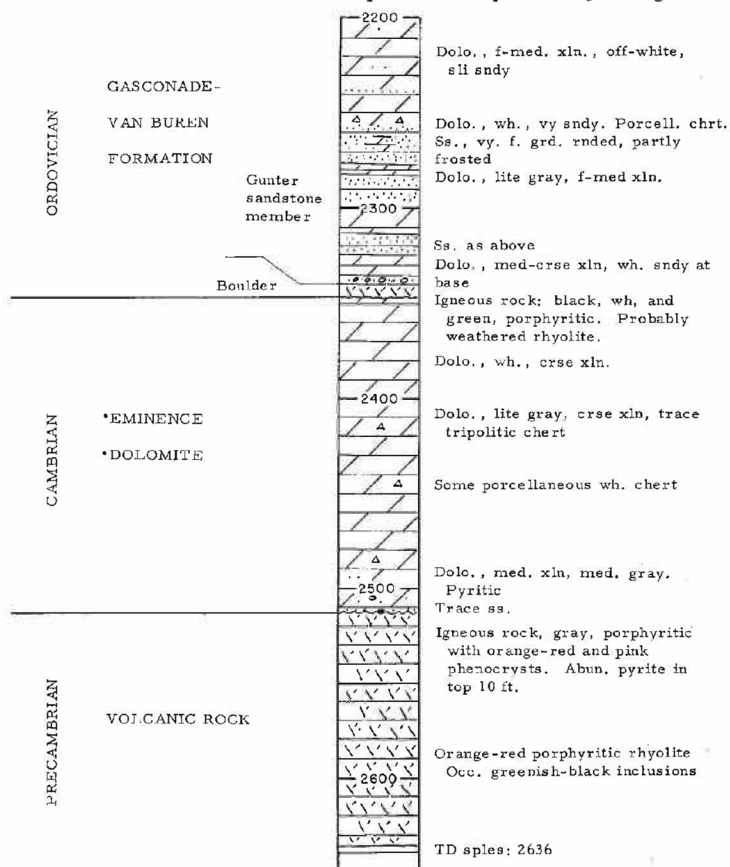 2200
Dolo., f-med. xln., off-white,
sli sndy
GASCONADE-
VAN BUREN
FORMATION
ORDOVICIAN
Dolo., wh., vy sndy. Porcell. chrt.
Ss., vy. f. grd. rnded, partly
frosted
Dolo., lite gray, f-med xln.
Gunter
sandstone
member
2300
Ss. as above
Dolo., med-crse xln, wh. sndy at
base
Boulder
Igneous rock: black, wh, and
green, porphyritic. Probably
weathered rhyolite.
Dolo., wh., crse xln.
2400
CAMBRIAN
•EMINENCE
•DOLOMITE
Dolo., lite gray, crse xln, trace
tripolitic chert
Some porcellaneous wh. chert
Dolo., med. xln, med. gray.
Pyritic
2500
Trace ss.
Igneous rock, gray, porphyritic
with orange-red and pink
phenocrysts. Abun. pyrite in
top 10 ft.
PRECAMBRIAN
VOLCANIC ROCK
Orange-red porphyritic rhyolite
Occ. greenish-black inclusions
2600
TD sples: 2636